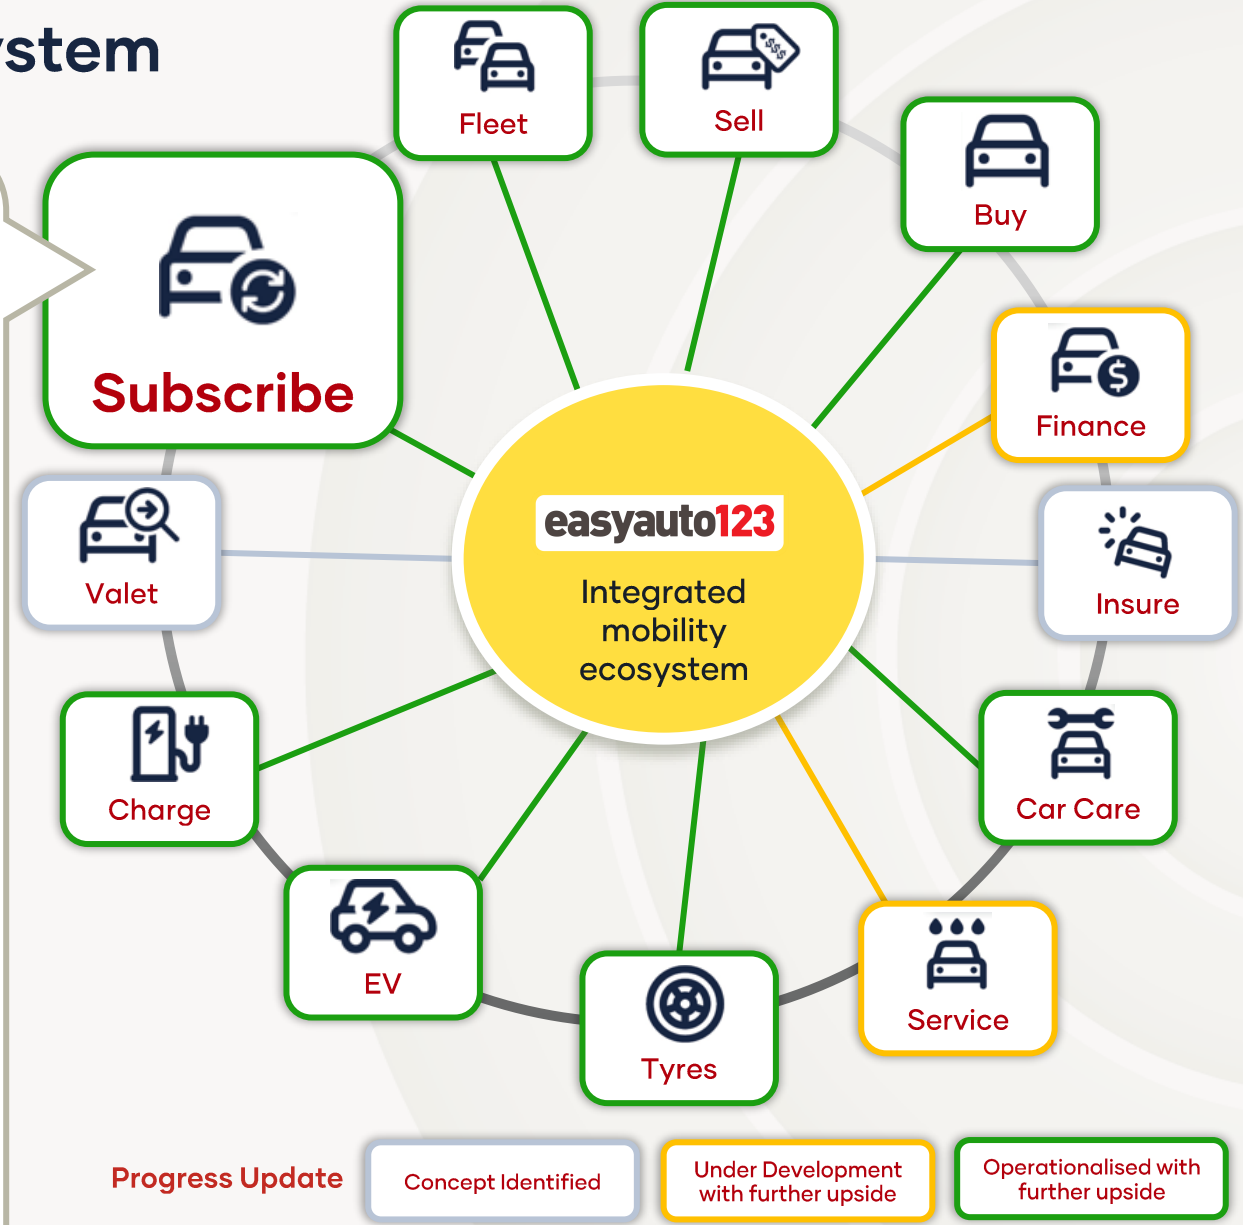 ystem
Fleet
Sell
Buy
Subscribe
Finance
easyauto123
Integrated
mobility
ecosystem
Valet
Insure
Charge
Car Care
EV
Service
Tyres
Progress Update
Concept Identified
Under Development
with further upside
Operationalised with
further upside